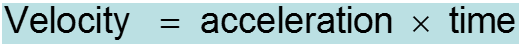 Velocity = acceleration × time